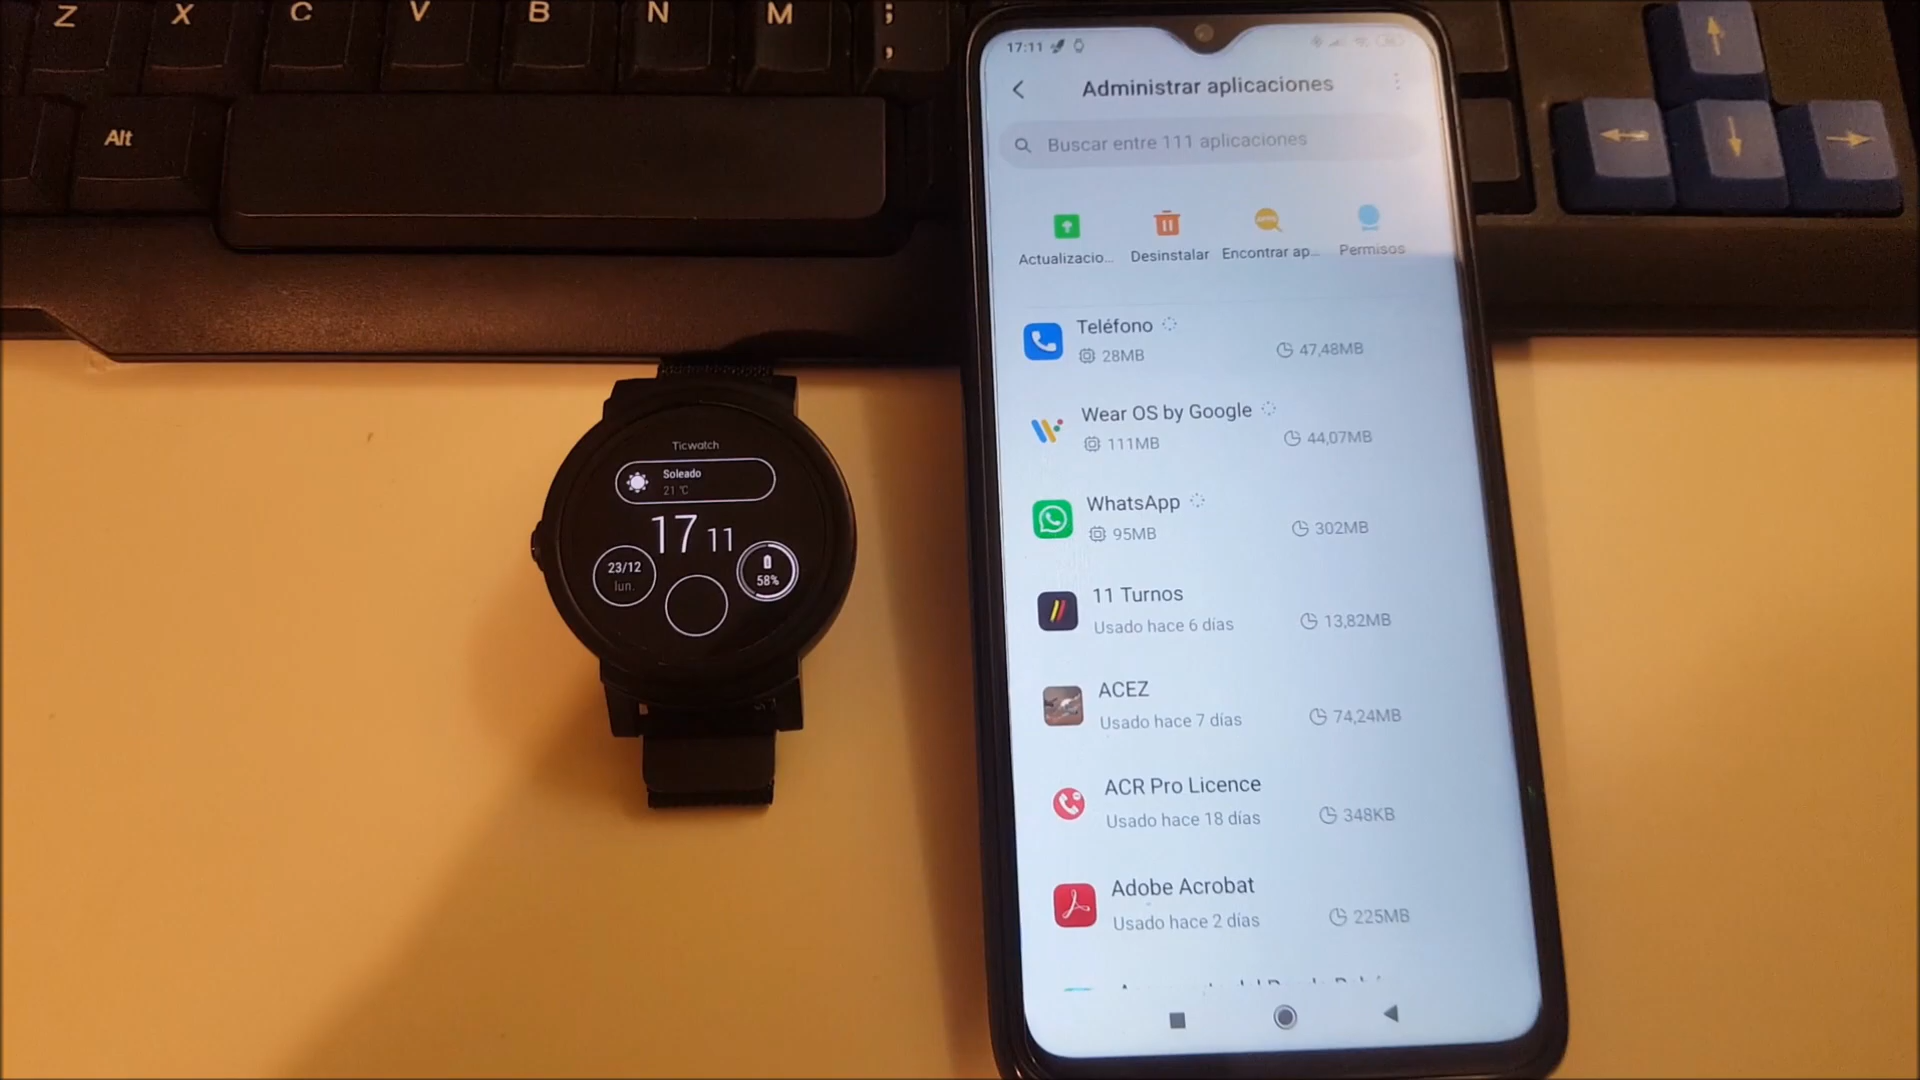 Z X C V B N M ;
,
Alt
Ticwatch
Soleado
21 °C
17 11
23/12
lun.
58%
17:11
Administrar aplicaciones
Buscar entre 111 aplicaciones
Actualizacio... Desinstalar Encontrar ap... Permisos
Teléfono
28MB 47,48MB
Wear OS by Google
111MB 44,07MB
WhatsApp
95MB 302MB
11 Turnos
Usado hace 6 días 13,82MB
ACEZ
Usado hace 7 días 74,24MB
ACR Pro Licence
Usado hace 18 días 348KB
Adobe Acrobat
Usado hace 2 días 225MB